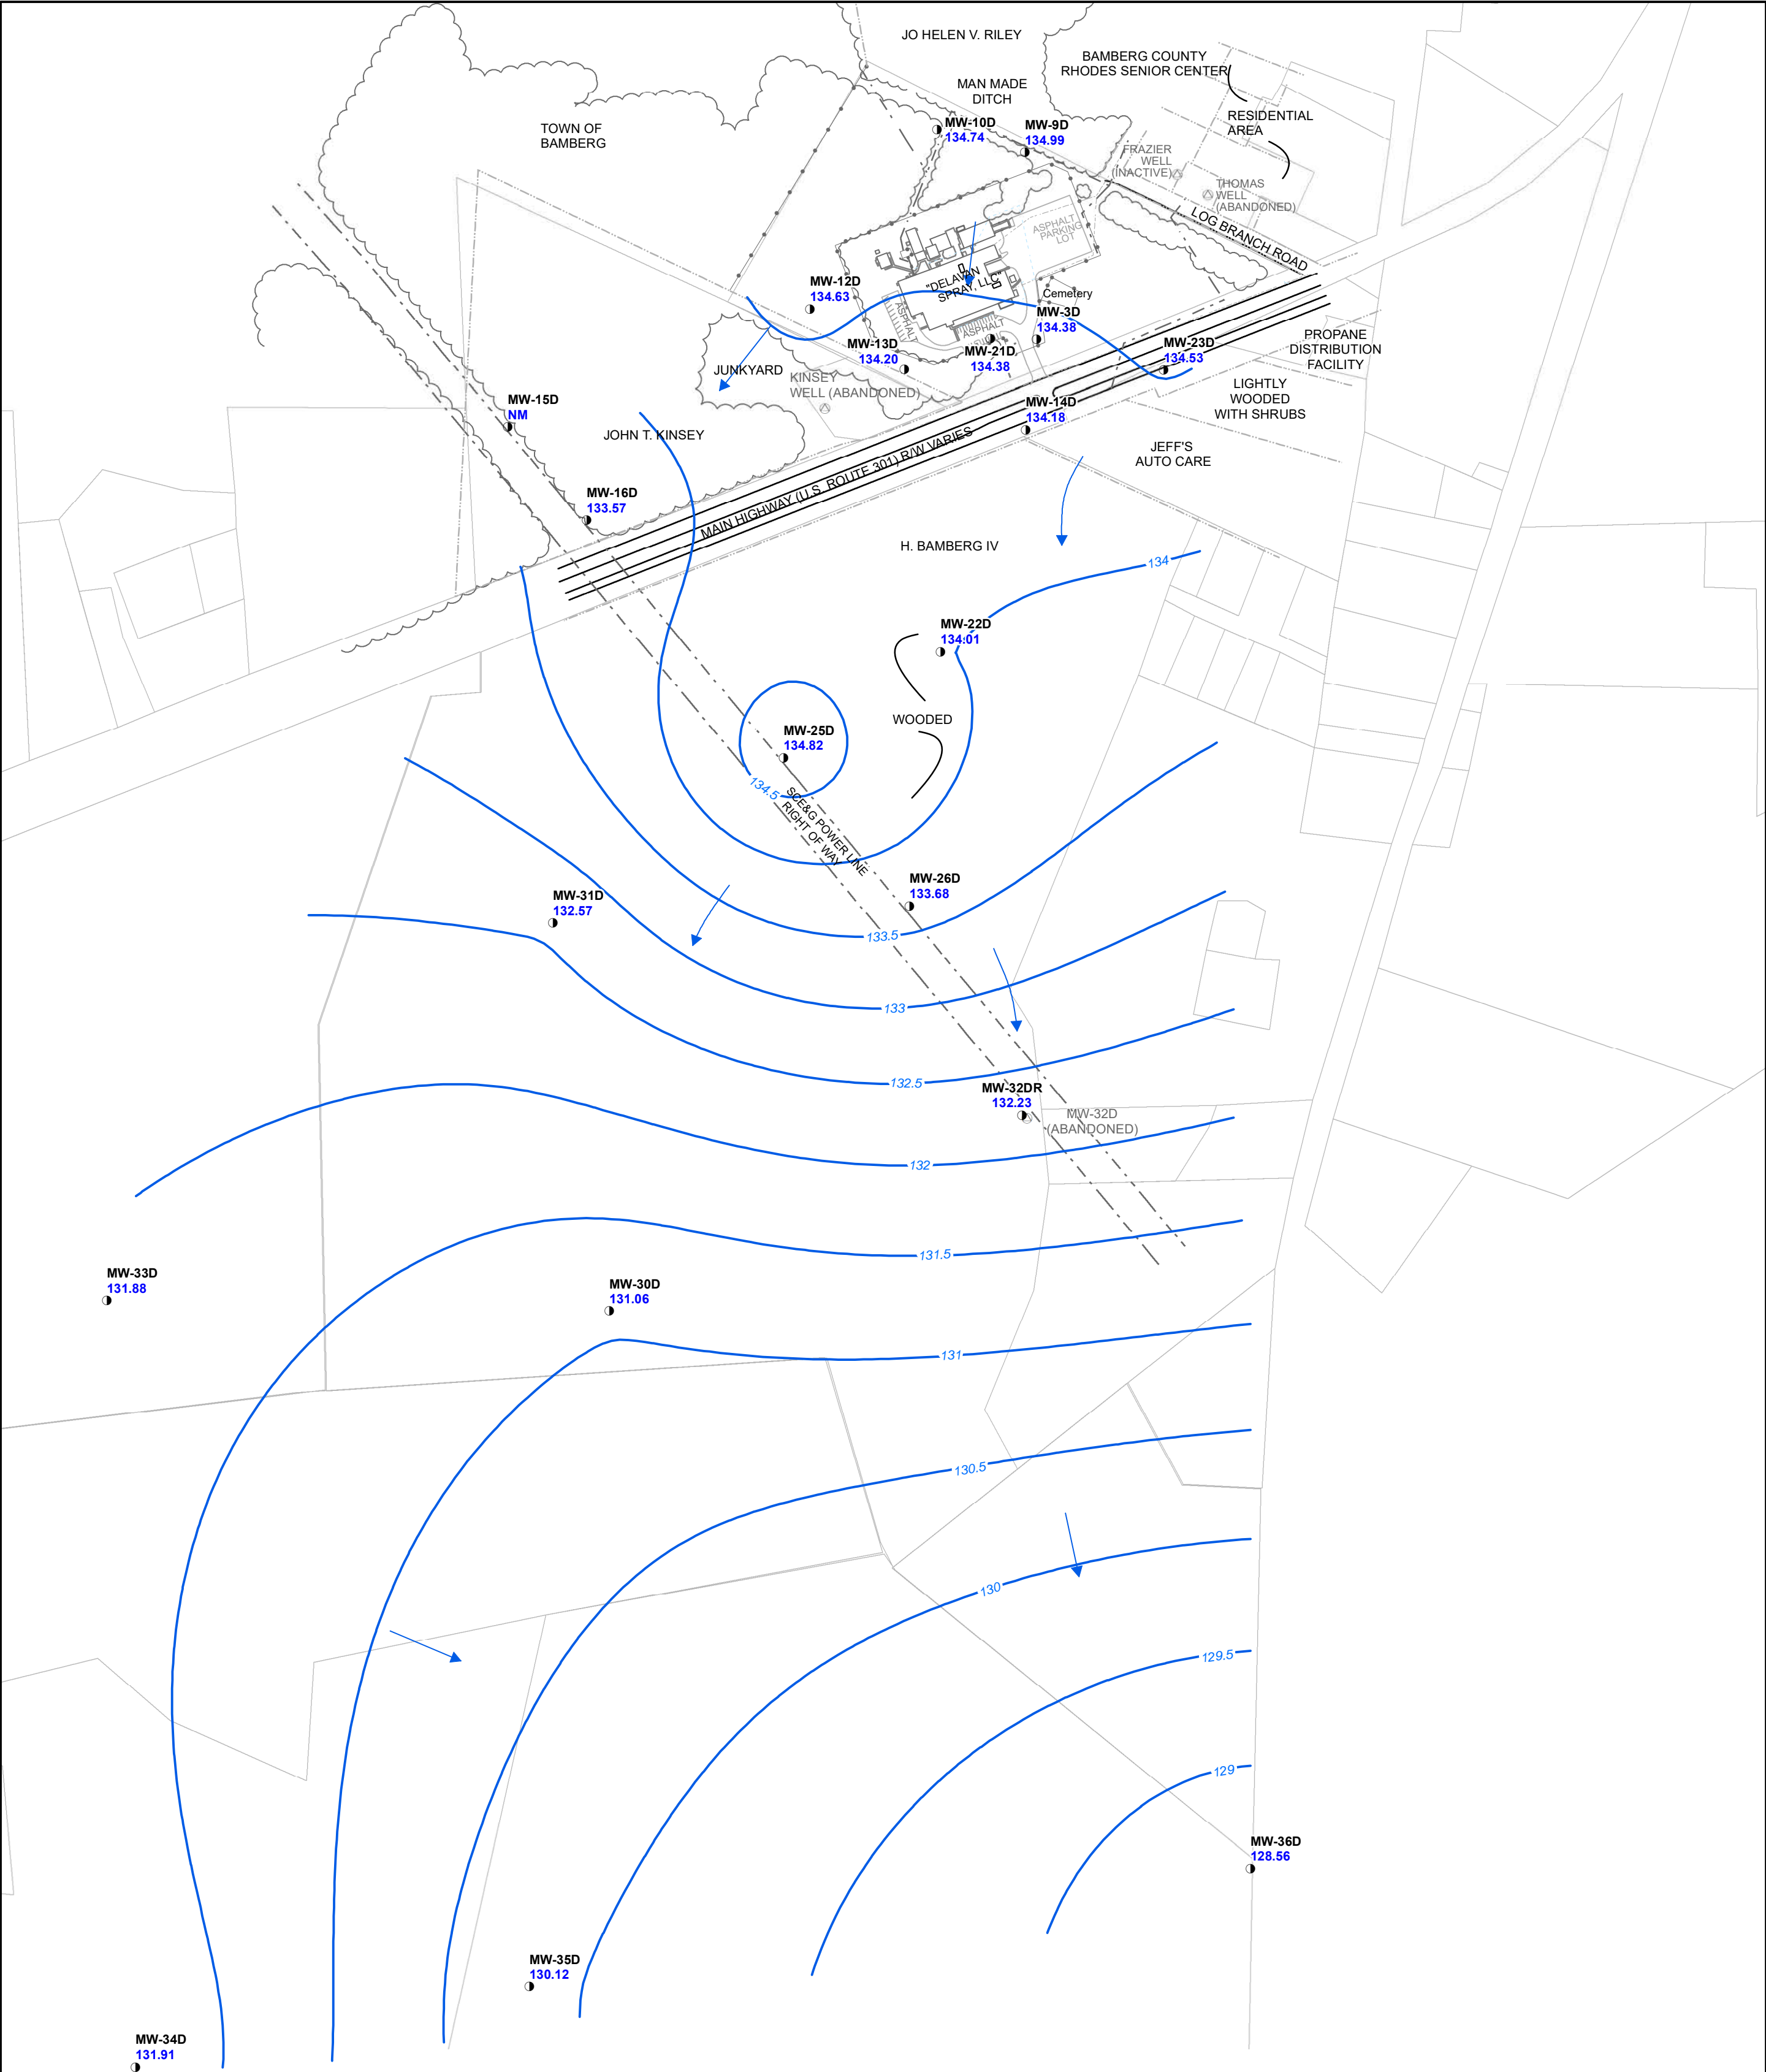 JO HELEN V. RILEY
BAMBERG COUNTY
RHODES SENIOR CENTER
MAN MADE
DITCH
RESIDENTIAL
AREA
TOWN OF
BAMBERG
MW-10D
134.74
MW-9D
134.99
FRAZIER
WELL
(INACTIVE)
THOMAS
WELL
(ABANDONED)
LOG BRANCH ROAD
ASPHALT
PARKING
LOT
"DELAVAN
SPRAY, LLC"
Cemetery
ASPHALT
ASPHALT
MW-12D
134.63
MW-3D
134.38
MW-13D
134.20
MW-21D
134.38
MW-23D
134.53
PROPANE
DISTRIBUTION
FACILITY
JUNKYARD
KINSEY
WELL (ABANDONED)
LIGHTLY
WOODED
WITH SHRUBS
MW-15D
NM
MW-14D
134.18
JOHN T. KINSEY
MAIN HIGHWAY (U.S. ROUTE 301) R/W VARIES
JEFF'S
AUTO CARE
MW-16D
133.57
H. BAMBERG IV
134
MW-22D
134.01
WOODED
MW-25D
134.82
134.5
SCE&G POWER LINE
RIGHT OF WAY
MW-26D
133.68
MW-31D
132.57
133.5
133
132.5
MW-32DR
132.23
MW-32D
(ABANDONED)
132
131.5
MW-33D
131.88
MW-30D
131.06
131
130.5
130
129.5
129
MW-36D
128.56
MW-35D
130.12
MW-34D
131.91